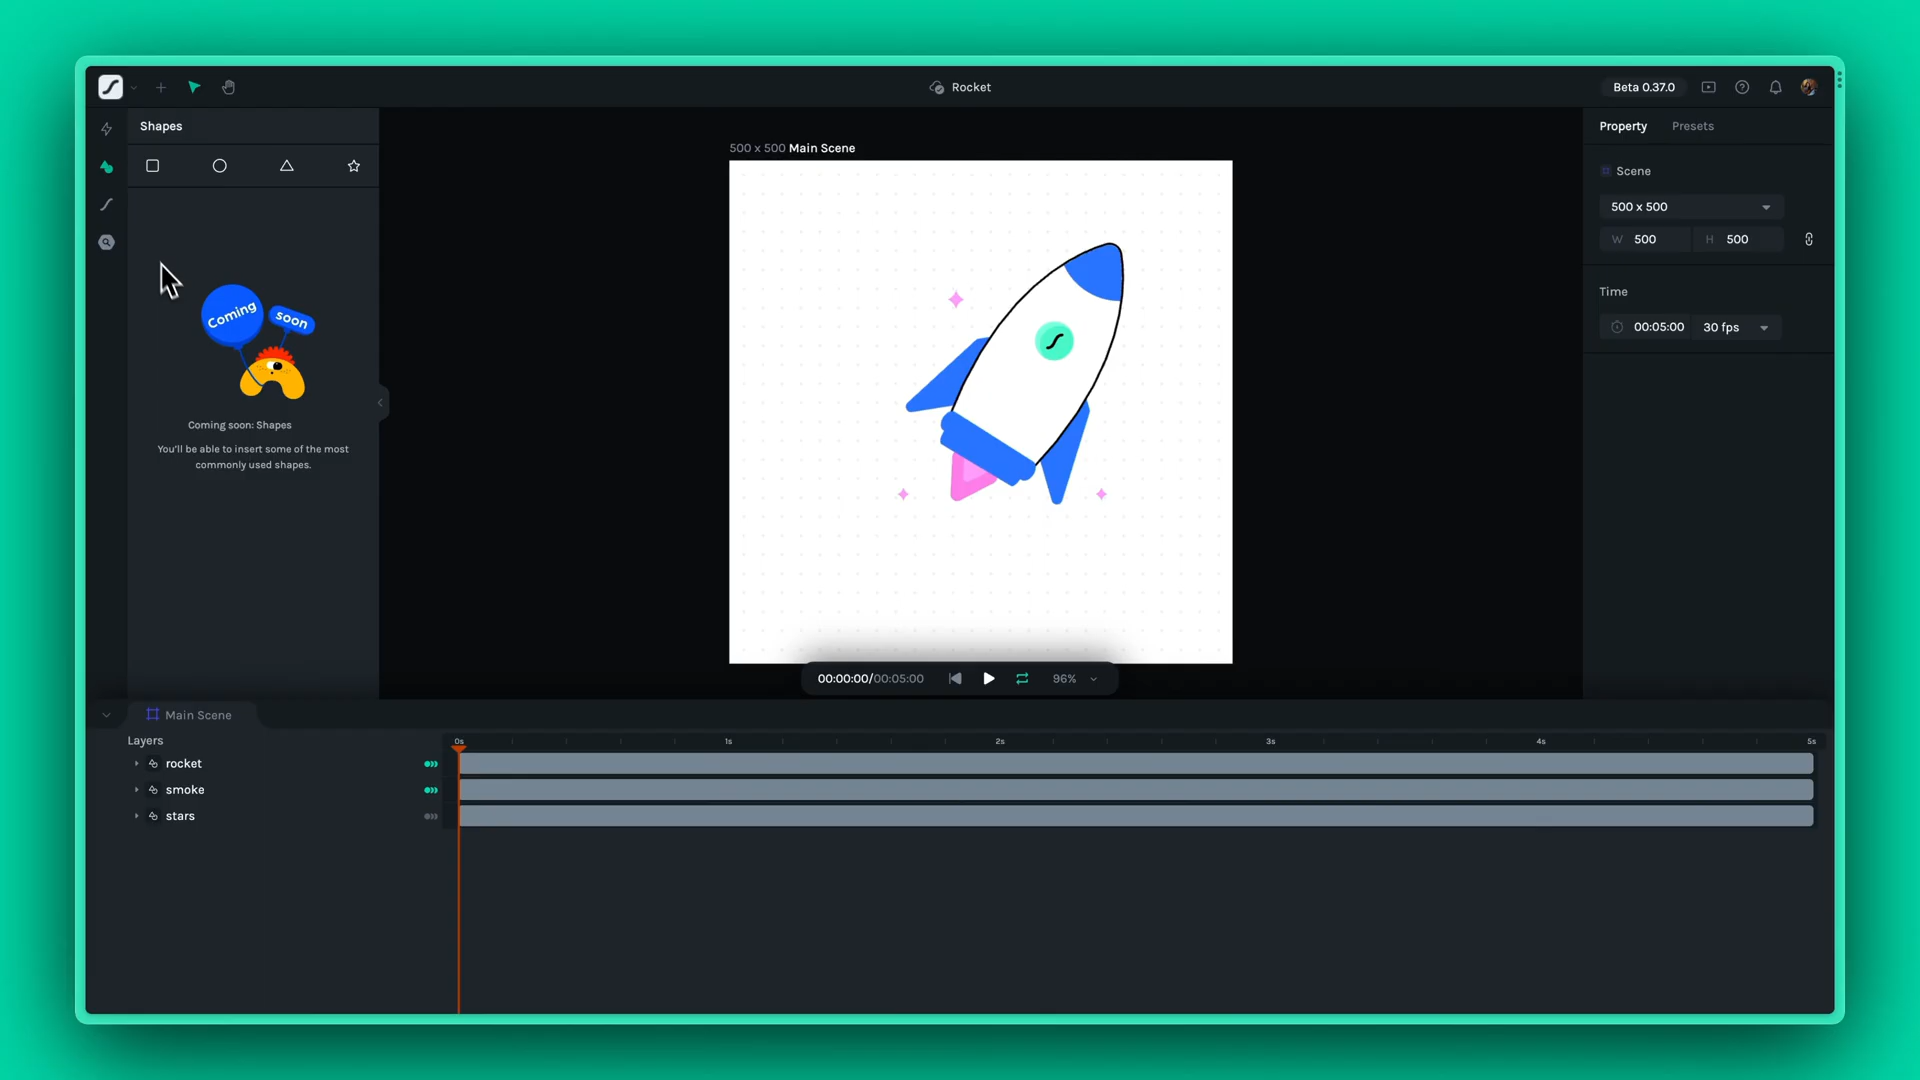 Rocket
Beta 0.37.0
Shapes
Coming soon
Coming soon: Shapes
You'll be able to insert some of the most
commonly used shapes.
500 x 500 Main Scene
Property Presets
Scene
500 x 500
W 500 H 500
Time
00:05:00 30 fps
00:00:00/00:05:00 96%
Main Scene
Layers
0s 1s 2s 3s 4s 5s
rocket
smoke
stars